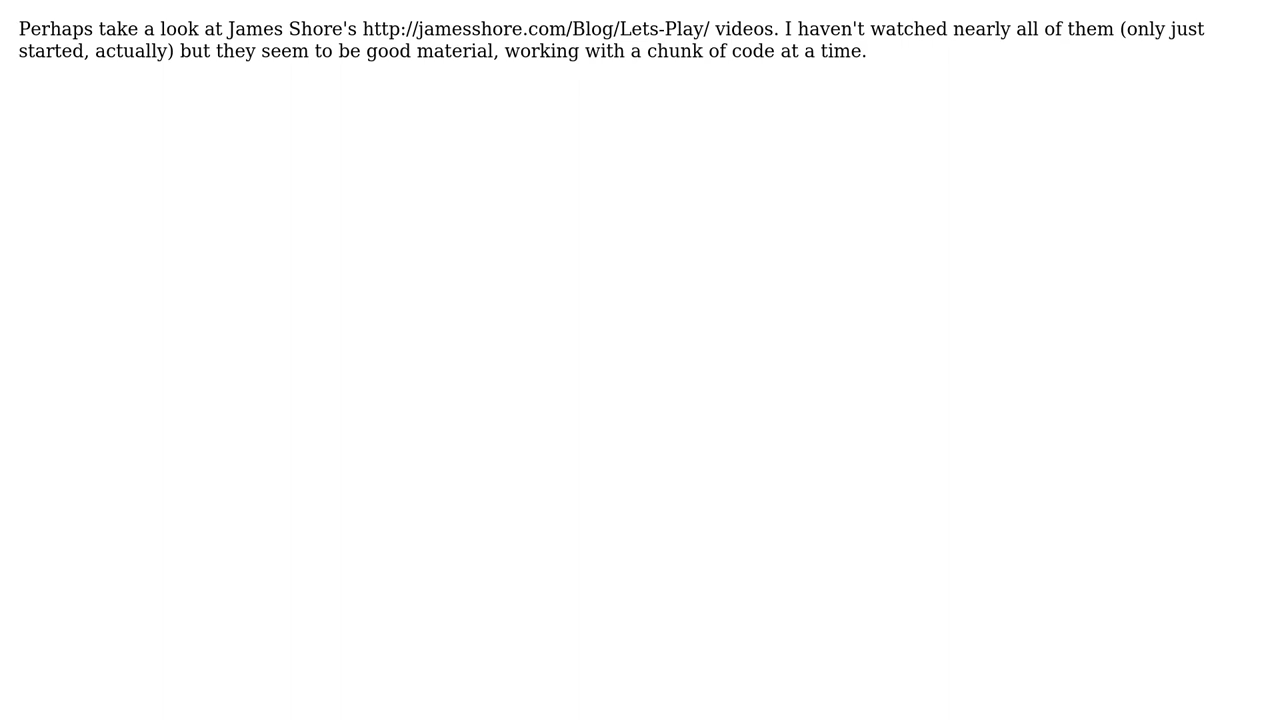 Perhaps take a look at James Shore's http://jamesshore.com/Blog/Lets-Play/ videos. I haven't watched nearly all of them (only just
started, actually) but they seem to be good material, working with a chunk of code at a time.